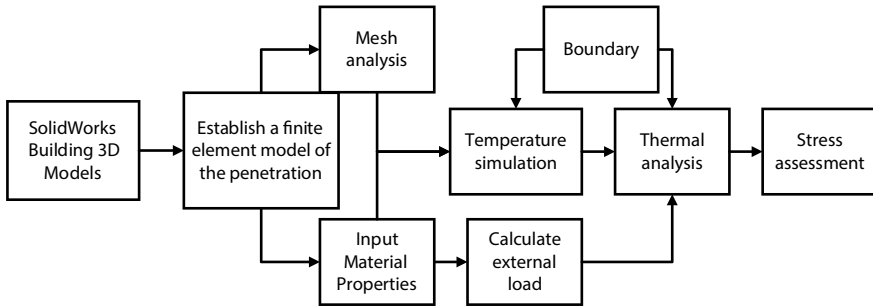 Mesh
analysis
Boundary
SolidWorks
Building 3D
Models
Establish a finite
element model of
the penetration
Temperature
simulation
Thermal
analysis
Stress
assessment
Input
Material
Properties
Calculate
external
load